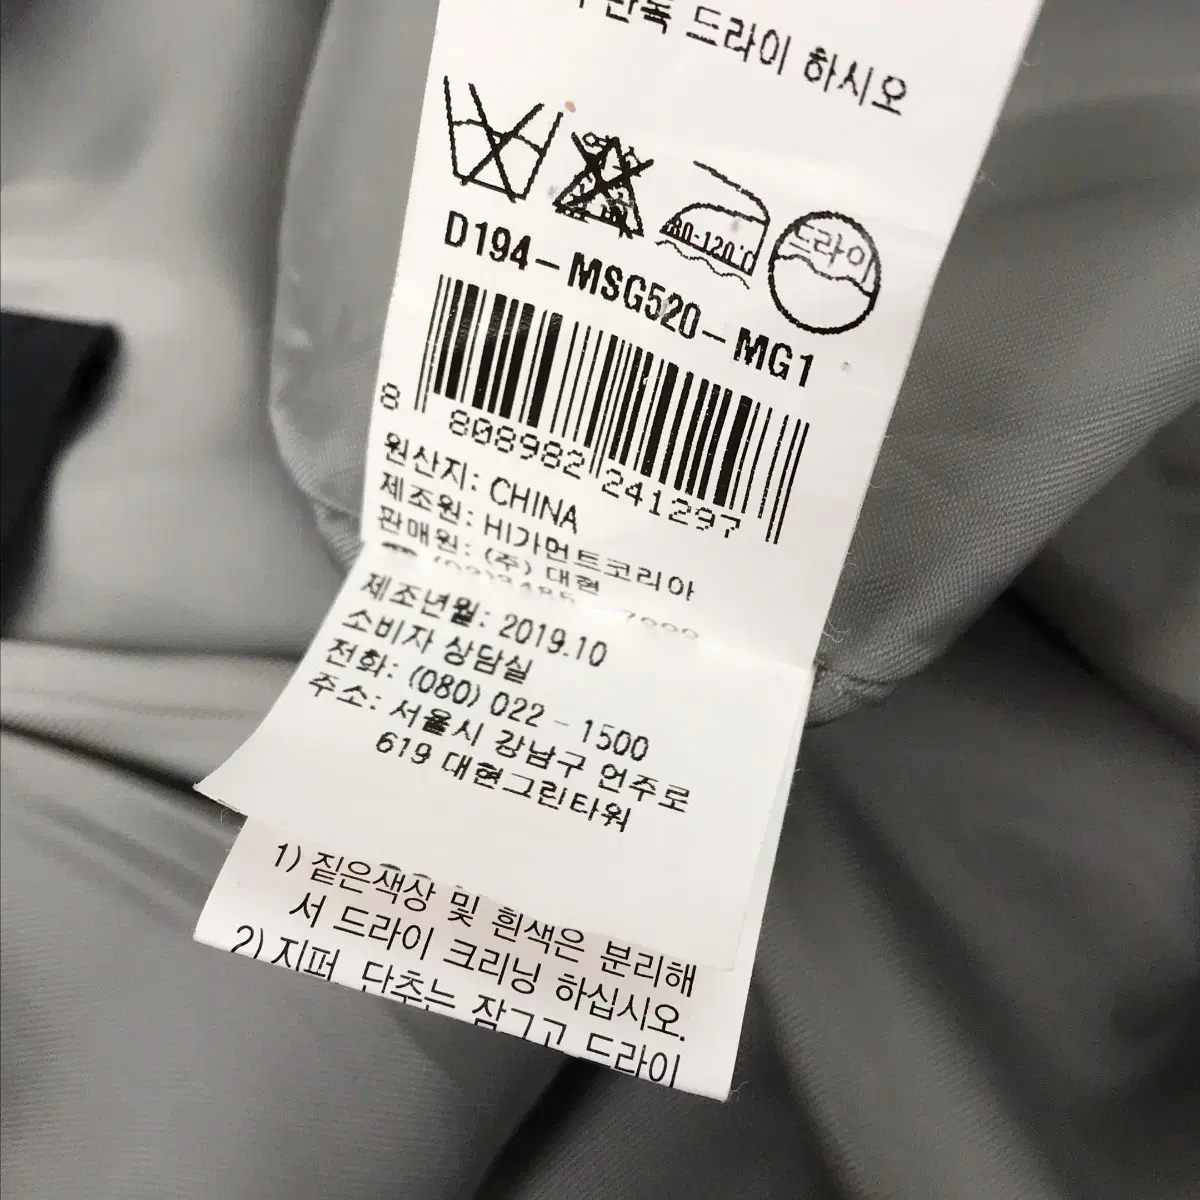 단독 드라이 하시오
80-120℃
드라이
D194-MSG520-MG1
8 808982 241297
원산지: CHINA
제조원: HI가먼트코리아
판매원: (주) 대현
제조년월: 2019.10
소비자 상담실
전화: (080) 022 - 1500
주소: 서울시 강남구 언주로
619 대현그린타워
1) 짙은색상 및 흰색은 분리해
서 드라이 크리닝 하십시오.
2) 지퍼, 단추는 잠그고 드라이